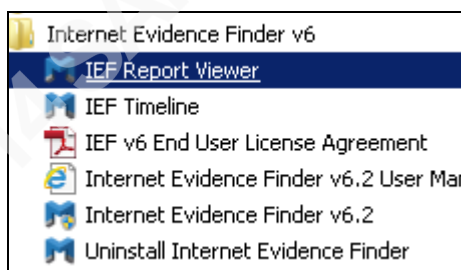 Internet Evidence Finder v6
IEF Report Viewer
IEF Timeline
IEF v6 End User License Agreement
Internet Evidence Finder v6.2 User Mar
Internet Evidence Finder v6.2
Uninstall Internet Evidence Finder